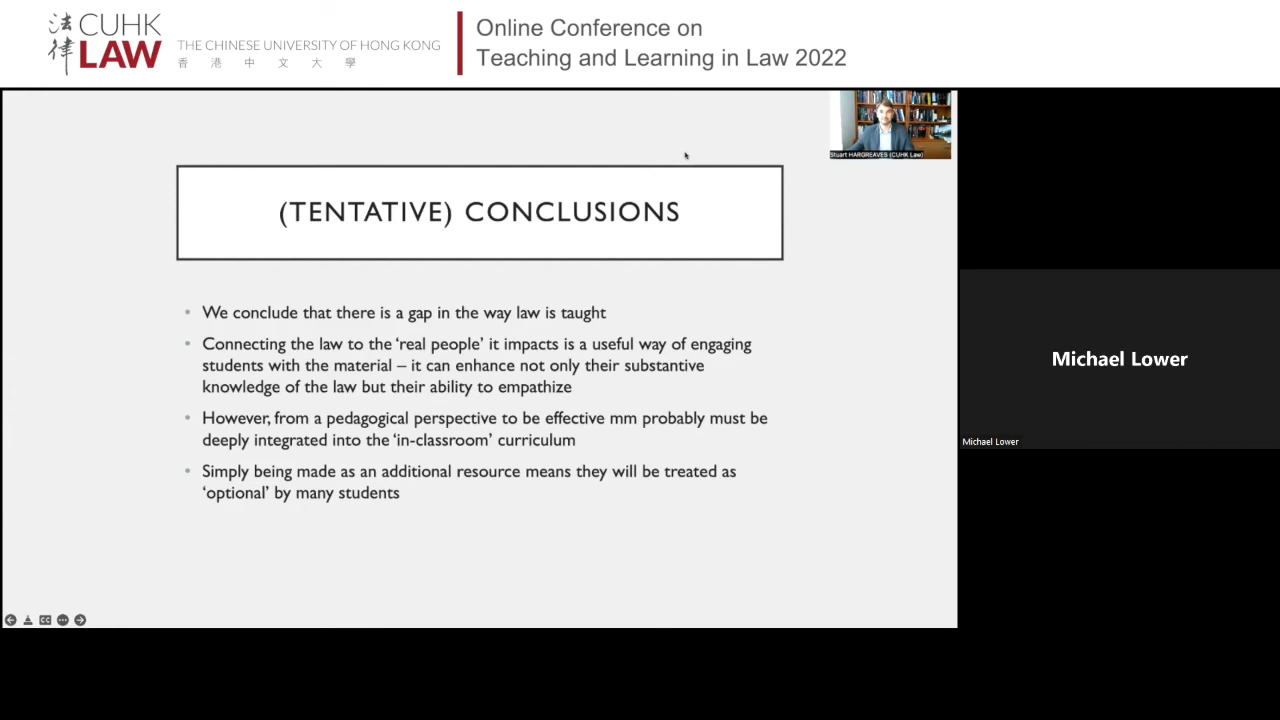 法律
CUHK
LAW
THE CHINESE UNIVERSITY OF HONG KONG
香港中文大學
Online Conference on
Teaching and Learning in Law 2022
Stuart HARGREAVES (CUHK Law)
(TENTATIVE) CONCLUSIONS
• We conclude that there is a gap in the way law is taught
• Connecting the law to the ‘real people’ it impacts is a useful way of engaging
students with the material – it can enhance not only their substantive
knowledge of the law but their ability to empathize
• However, from a pedagogical perspective to be effective mm probably must be
deeply integrated into the ‘in-classroom’ curriculum
• Simply being made as an additional resource means they will be treated as
‘optional’ by many students
Michael Lower
Michael Lower
CC